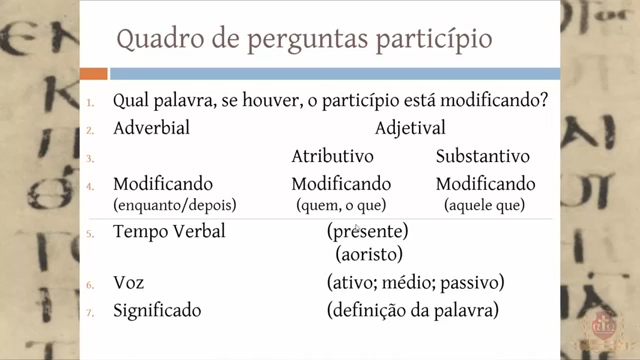 Quadro de perguntas particípio
1. Qual palavra, se houver, o particípio está modificando?
2. Adverbial Adjetival
3. Atributivo Substantivo
4. Modificando Modificando Modificando
(enquanto/depois) (quem, o que) (aquele que)
5. Tempo Verbal (presente)
(aoristo)
6. Voz (ativo; médio; passivo)
7. Significado (definição da palavra)